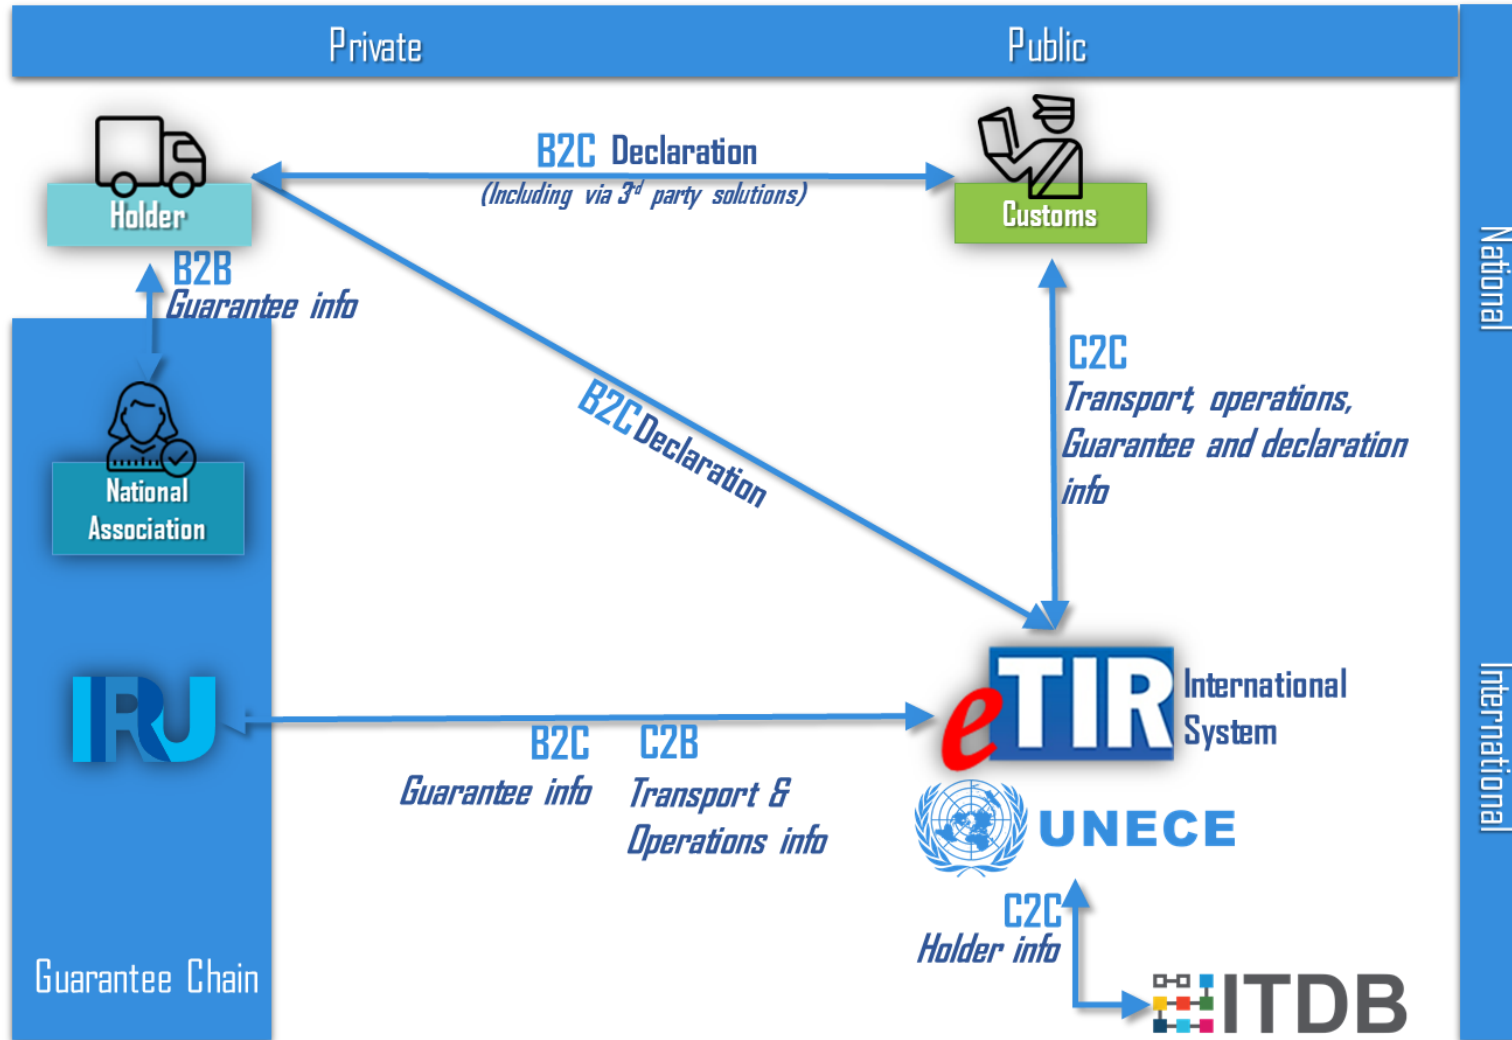 Private
Public
National
International
Holder
B2C Declaration
(Including via 3rd party solutions)
Customs
B2B
Guarantee info
C2C
Transport, operations,
Guarantee and declaration
info
B2C Declaration
National
Association
IRU
eTIR
International
System
B2C
Guarantee info
C2B
Transport &
Operations info
UNECE
C2C
Holder info
Guarantee Chain
ITDB